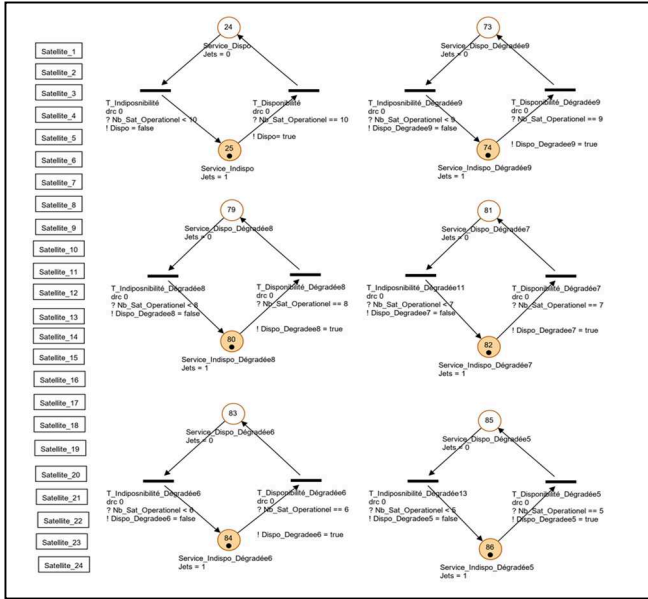 Satellite_1
Satellite_2
Satellite_3
Satellite_4
Satellite_5
Satellite_6
Satellite_7
Satellite_8
Satellite_9
Satellite_10
Satellite_11
Satellite_12
Satellite_13
Satellite_14
Satellite_15
Satellite_16
Satellite_17
Satellite_18
Satellite_19
Satellite_20
Satellite_21
Satellite_22
Satellite_23
Satellite_24
24
Service_Dispo
Jets = 0
T_Indiposnibilité
drc 0
? Nb_Sat_Operationel < 10
! Dispo = false
T_Disponibilité
drc 0
? Nb_Sat_Operationel == 10
! Dispo= true
25
Service_Indispo
Jets = 1
73
Service_Dispo_Dégradée9
Jets = 0
T_Indiposnibilité_Dégradée9
drc 0
? Nb_Sat_Operationel < 9
! Dispo_Degradee9 = false
T_Disponibilité_Dégradée9
drc 0
? Nb_Sat_Operationel == 9
! Dispo_Degradee9 = true
74
Service_Indispo_Dégradée9
Jets = 1
79
Service_Dispo_Dégradée8
Jets = 0
T_Indiposnibilité_Dégradée8
drc 0
? Nb_Sat_Operationel < 8
! Dispo_Degradee8 = false
T_Disponibilité_Dégradée8
drc 0
? Nb_Sat_Operationel == 8
! Dispo_Degradee8 = true
80
Service_Indispo_Dégradée8
Jets = 1
81
Service_Dispo_Dégradée7
Jets = 0
T_Indiposnibilité_Dégradée11
drc 0
? Nb_Sat_Operationel < 7
! Dispo_Degradee7 = false
T_Disponibilité_Dégradée7
drc 0
? Nb_Sat_Operationel == 7
! Dispo_Degradee7 = true
82
Service_Indispo_Dégradée7
Jets = 1
83
Service_Dispo_Dégradée6
Jets = 0
T_Indiposnibilité_Dégradée6
drc 0
? Nb_Sat_Operationel < 6
! Dispo_Degradee6 = false
T_Disponibilité_Dégradée6
drc 0
? Nb_Sat_Operationel == 6
! Dispo_Degradee6 = true
84
Service_Indispo_Dégradée6
Jets = 1
85
Service_Dispo_Dégradée5
Jets = 0
T_Indiposnibilité_Dégradée13
drc 0
? Nb_Sat_Operationel < 5
! Dispo_Degradee5 = false
T_Disponibilité_Dégradée5
drc 0
? Nb_Sat_Operationel == 5
! Dispo_Degradee5 = true
86
Service_Indispo_Dégradée5
Jets = 1